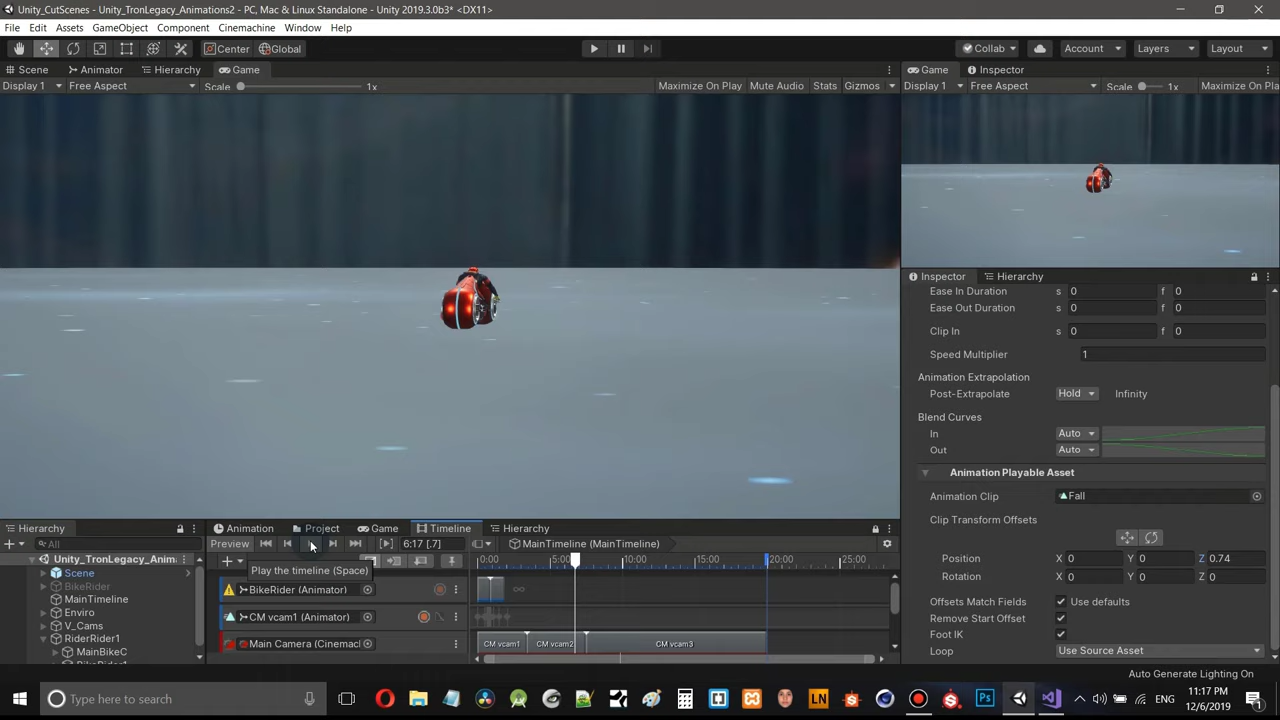 Unity_CutScenes - Unity_TronLegacy_Animations2 - PC, Mac & Linux Standalone - Unity 2019.3.0b3* <DX11>
File Edit Assets GameObject Component Cinemachine Window Help
Center Global Collab Account Layers Layout
Scene Animator Hierarchy Game Game Inspector
Display 1 Free Aspect Scale 1x Maximize On Play Mute Audio Stats Gizmos Display 1 Free Aspect Scale 1x Maximize On Play
Inspector Hierarchy
Ease In Duration s 0 f 0
Ease Out Duration s 0 f 0
Clip In s 0 f 0
Speed Multiplier 1
Animation Extrapolation
Post-Extrapolate Hold Infinity
Blend Curves
In Auto
Out Auto
Animation Playable Asset
Animation Clip Fall
Clip Transform Offsets
Position X 0 Y 0 Z 0.74
Rotation X 0 Y 0 Z 0
Offsets Match Fields Use defaults
Remove Start Offset
Foot IK
Loop Use Source Asset
Auto Generate Lighting On
Hierarchy Animation Project Game Timeline Hierarchy
All Preview 6:17 [.7] MainTimeline (MainTimeline)
Unity_TronLegacy_Anima 0:00 5:00 10:00 15:00 20:00 25:00
Play the timeline (Space)
Scene
BikeRider BikeRider (Animator)
MainTimeline
Enviro CM vcam1 (Animator)
V_Cams
RiderRider1 Main Camera (Cinemac CM vcam1 CM vcam2 CM vcam3
MainBikeC
Type here to search LN Ps ENG 11:17 PM
12/6/2019